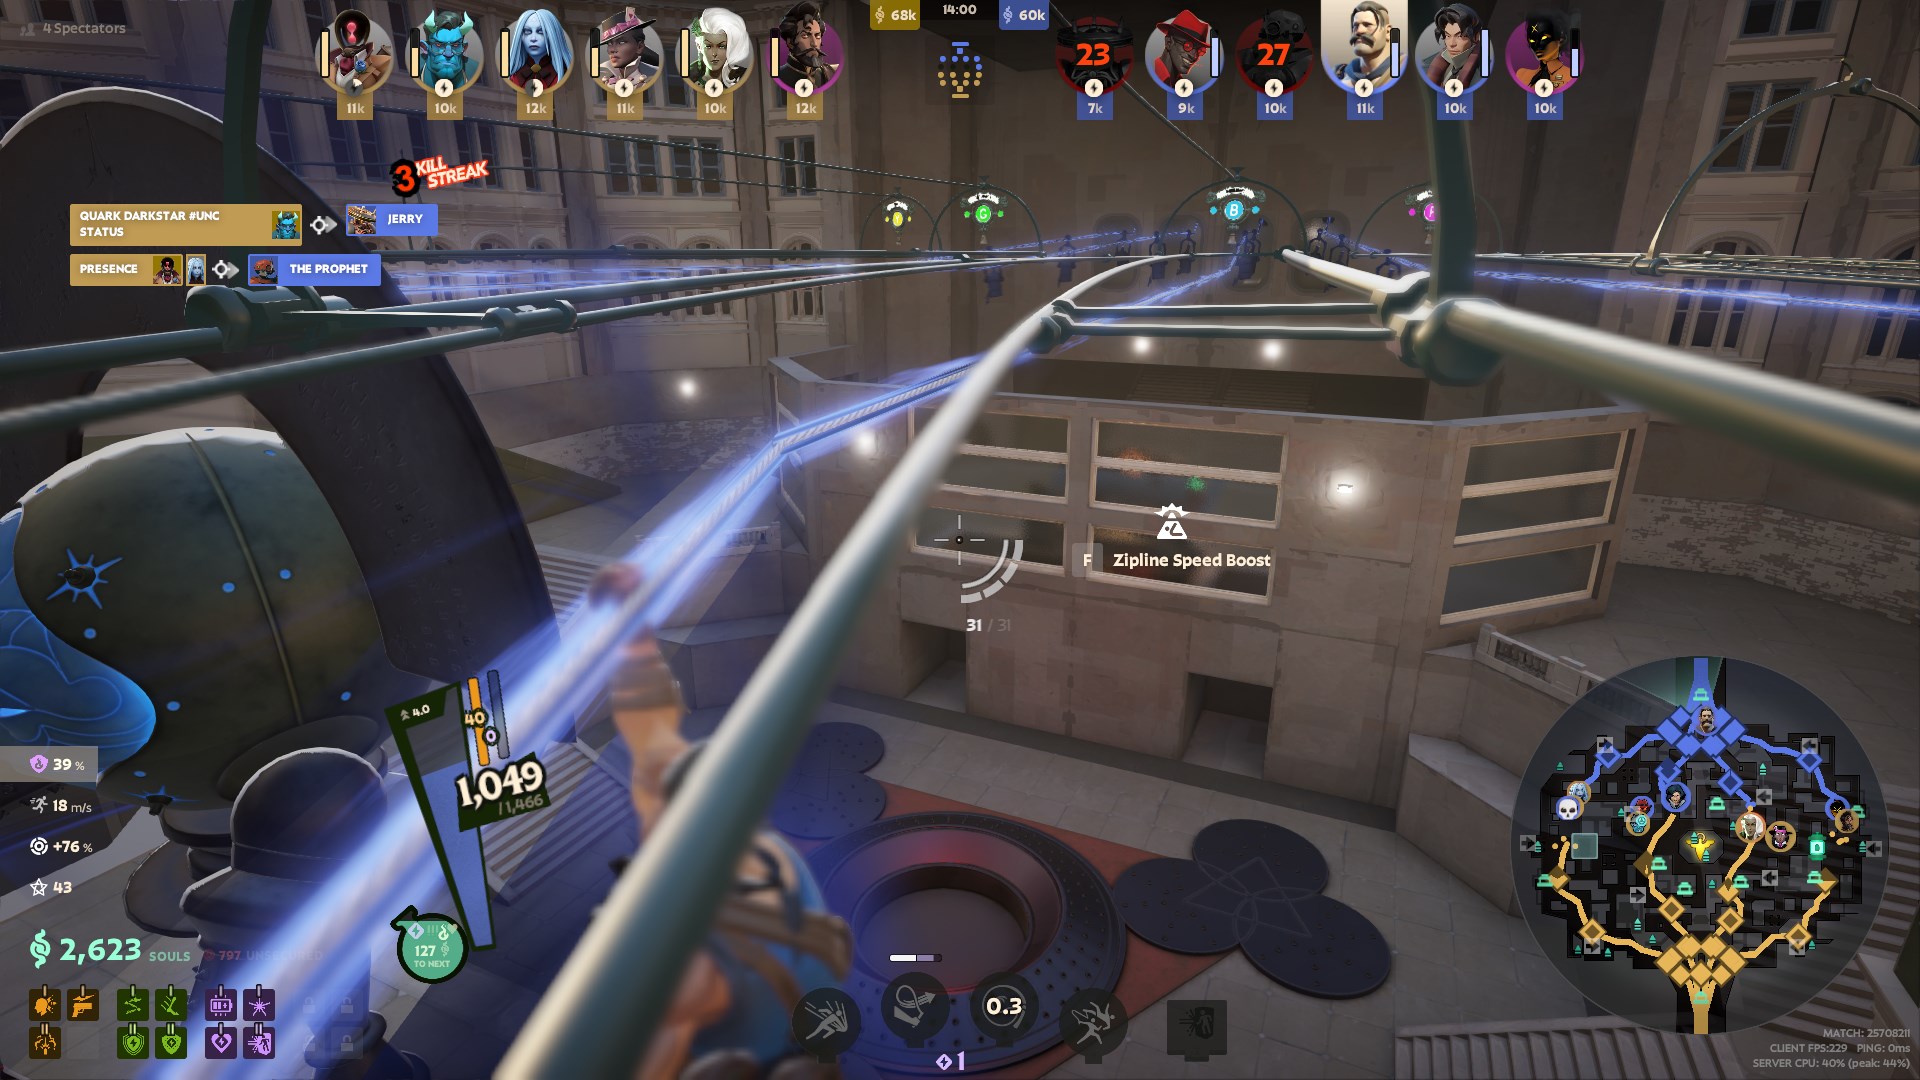 4 Spectators
68k
14:00
60k
23
27
11k
10k
12k
11k
10k
12k
7k
9k
10k
11k
10k
10k
3 KILL STREAK
QUARK DARKSTAR #UNC STATUS
JERRY
PRESENCE
THE PROPHET
G
B
F Zipline Speed Boost
31 / 31
4.0
40
0
1,049
/1,466
39 %
18 m/s
+76 %
43
2,623 SOULS
797 UNSECURED
127
TO NEXT
0.3
1
MATCH: 25708211
CLIENT FPS:229 PING: 0ms
SERVER CPU: 40% (peak: 44%)